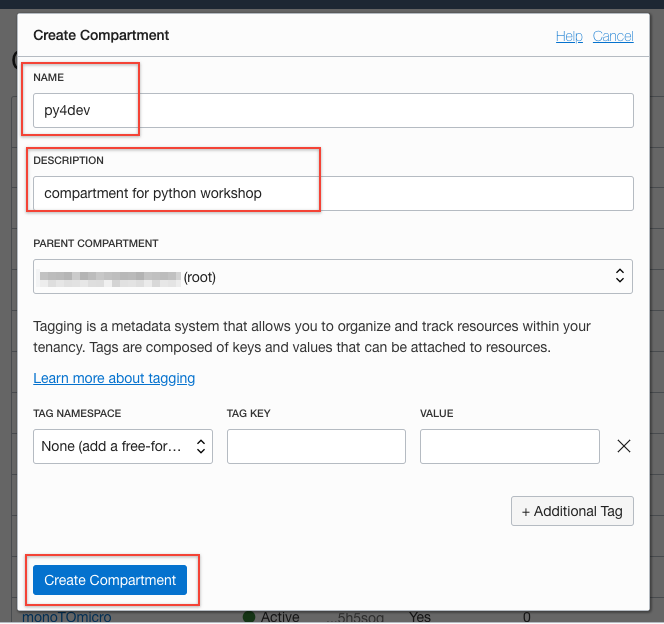 Create Compartment
Help Cancel
NAME
py4dev
DESCRIPTION
compartment for python workshop
PARENT COMPARTMENT
(root)
Tagging is a metadata system that allows you to organize and track resources within your
tenancy. Tags are composed of keys and values that can be attached to resources.
Learn more about tagging
TAG NAMESPACE TAG KEY VALUE
None (add a free-for...
+ Additional Tag
Create Compartment
monoTOmicro Active ...5h5soq Yes 0